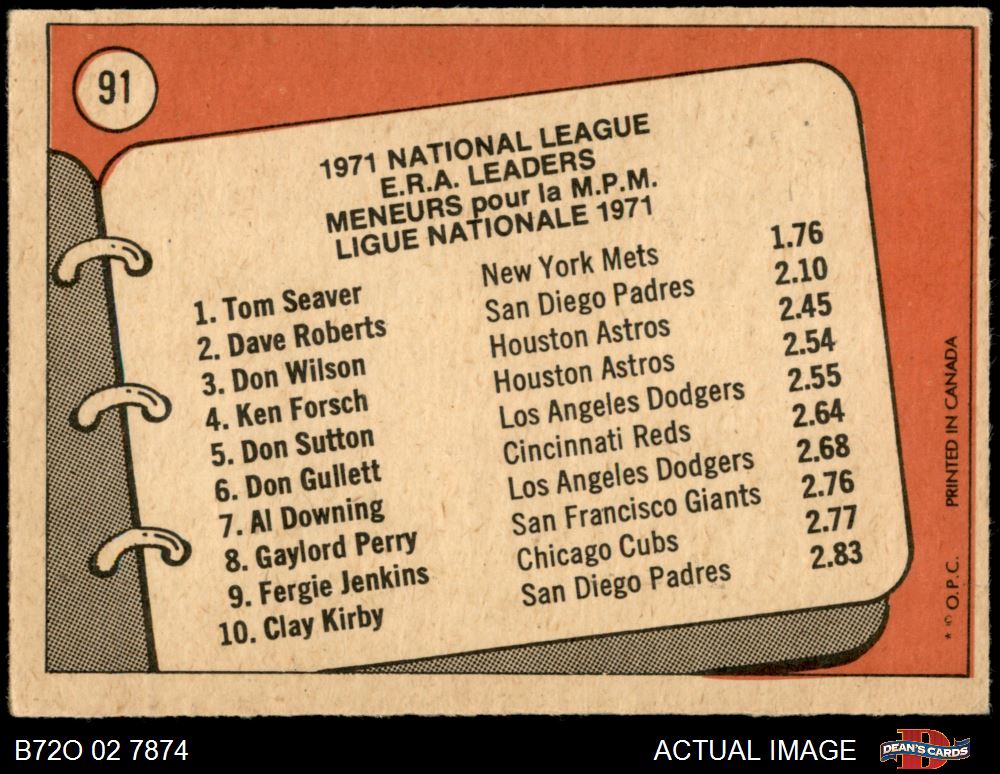 91
1971 NATIONAL LEAGUE
E.R.A. LEADERS
MENEURS pour la M.P.M.
LIGUE NATIONALE 1971
1. Tom Seaver New York Mets 1.76
2. Dave Roberts San Diego Padres 2.10
3. Don Wilson Houston Astros 2.45
4. Ken Forsch Houston Astros 2.54
5. Don Sutton Los Angeles Dodgers 2.55
6. Don Gullett Cincinnati Reds 2.64
7. Al Downing Los Angeles Dodgers 2.68
8. Gaylord Perry San Francisco Giants 2.76
9. Fergie Jenkins Chicago Cubs 2.77
10. Clay Kirby San Diego Padres 2.83
* © O.P.C. PRINTED IN CANADA
B72O 02 7874 ACTUAL IMAGE
DEAN'S CARDS